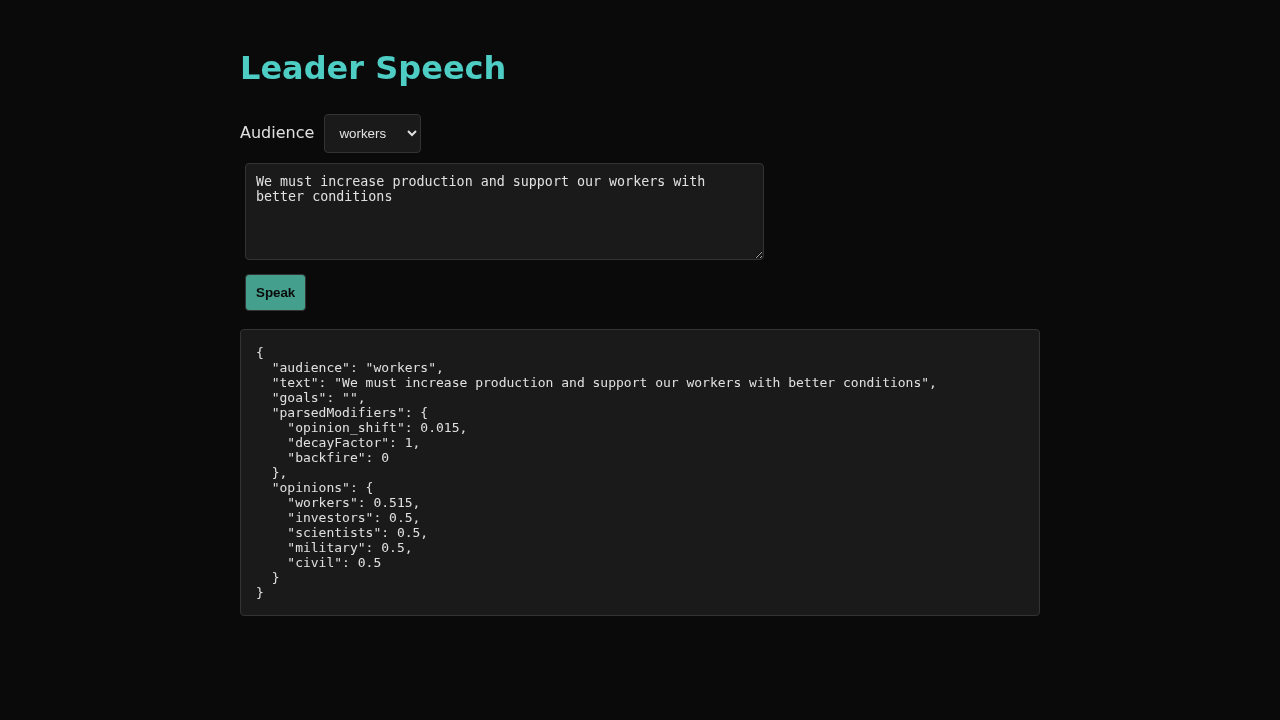 Leader Speech
Audience workers
We must increase production and support our workers with
better conditions
Speak
{
  "audience": "workers",
  "text": "We must increase production and support our workers with better conditions",
  "goals": "",
  "parsedModifiers": {
    "opinion_shift": 0.015,
    "decayFactor": 1,
    "backfire": 0
  },
  "opinions": {
    "workers": 0.515,
    "investors": 0.5,
    "scientists": 0.5,
    "military": 0.5,
    "civil": 0.5
  }
}